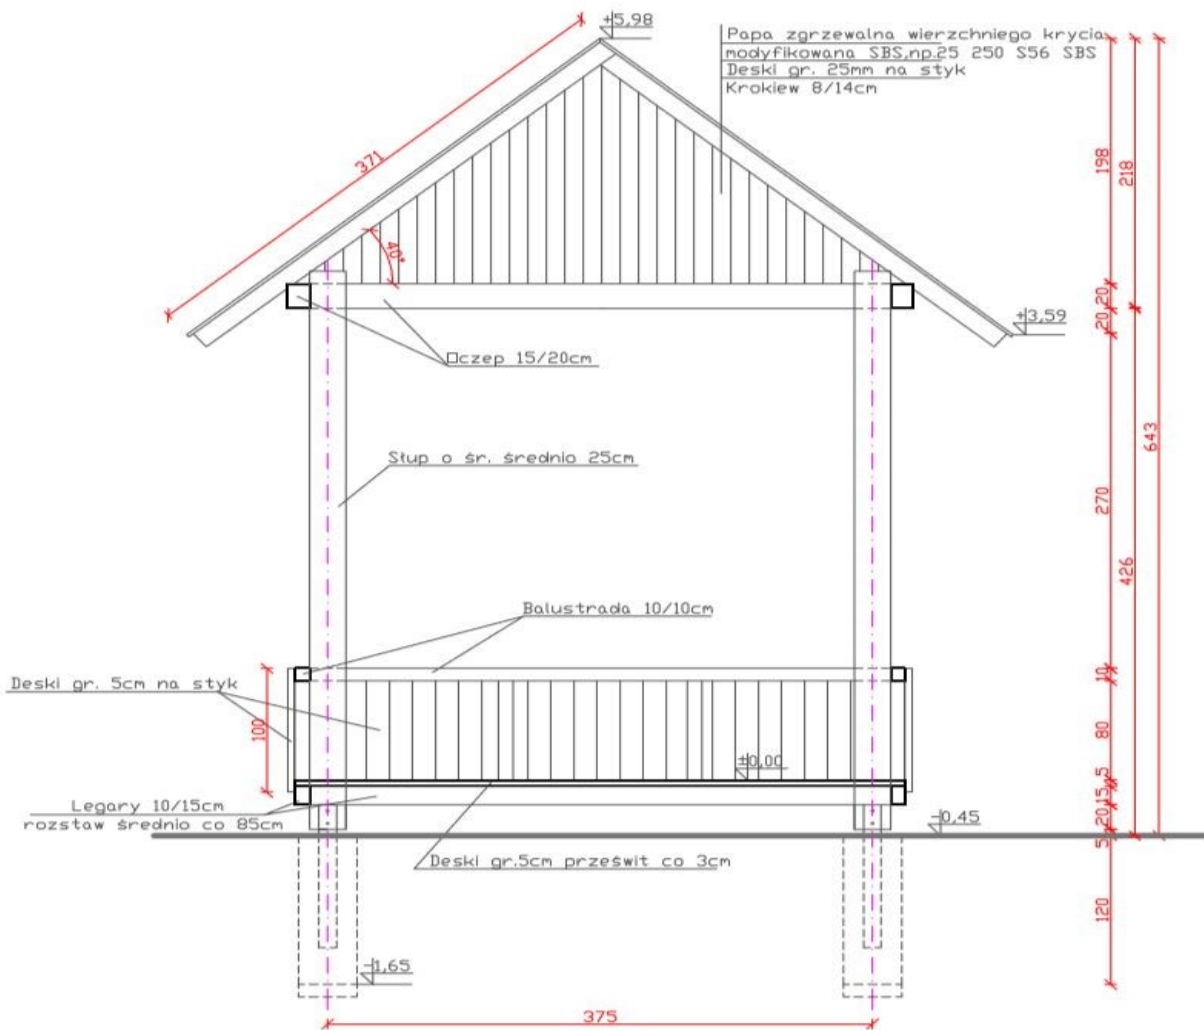 +5,98
Papa zgrzewalna wierzchniego krycia
modyfikowana SBS,np.25 250 S56 SBS
Deski gr. 25mm na styk
Krokiew 8/14cm
371
198
218
40°
20
20
+3,59
Oczep 15/20cm
643
Słup o śr. średnio 25cm
270
426
Balustrada 10/10cm
10
Deski gr. 5cm na styk
100
80
±0,00
5
Legary 10/15cm
15
rozstaw średnio co 85cm
20
-0,45
5
Deski gr.5cm prześwit co 3cm
120
-1,65
375